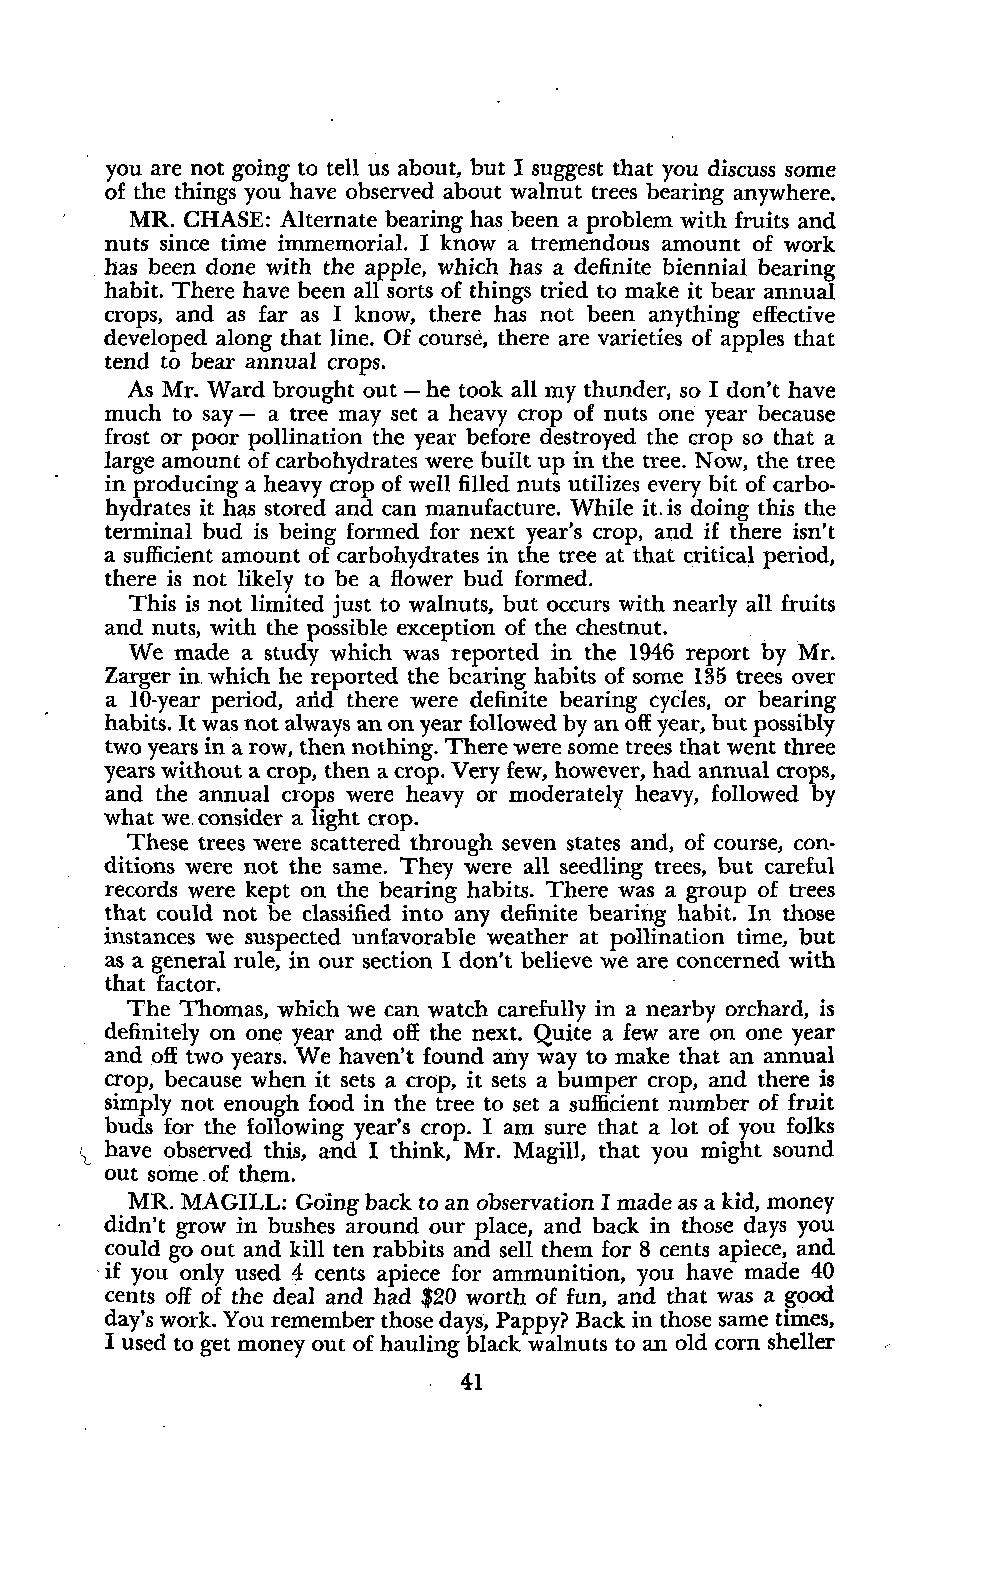 you are not going to tell us about, but I suggest that you discuss some
of the things you have observed about walnut trees bearing anywhere.
MR. CHASE: Alternate bearing has been a problem with fruits and
nuts since time immemorial. I know a tremendous amount of work
has been done with the apple, which has a definite biennial bearing
habit. There have been all sorts of things tried to make it bear annual
crops, and as far as I know, there has not been anything effective
developed along that line. Of course, there are varieties of apples that
tend to bear annual crops.
As Mr. Ward brought out — he took all my thunder, so I don't have
much to say — a tree may set a heavy crop of nuts one year because
frost or poor pollination the year before destroyed the crop so that a
large amount of carbohydrates were built up in the tree. Now, the tree
in producing a heavy crop of well filled nuts utilizes every bit of carbo-
hydrates it has stored and can manufacture. While it is doing this the
terminal bud is being formed for next year's crop, and if there isn't
a sufficient amount of carbohydrates in the tree at that critical period,
there is not likely to be a flower bud formed.
This is not limited just to walnuts, but occurs with nearly all fruits
and nuts, with the possible exception of the chestnut.
We made a study which was reported in the 1946 report by Mr.
Zarger in which he reported the bearing habits of some 135 trees over
a 10-year period, and there were definite bearing cycles, or bearing
habits. It was not always an on year followed by an off year, but possibly
two years in a row, then nothing. There were some trees that went three
years without a crop, then a crop. Very few, however, had annual crops,
and the annual crops were heavy or moderately heavy, followed by
what we consider a light crop.
These trees were scattered through seven states and, of course, con-
ditions were not the same. They were all seedling trees, but careful
records were kept on the bearing habits. There was a group of trees
that could not be classified into any definite bearing habit. In those
instances we suspected unfavorable weather at pollination time, but
as a general rule, in our section I don't believe we are concerned with
that factor.
The Thomas, which we can watch carefully in a nearby orchard, is
definitely on one year and off the next. Quite a few are on one year
and off two years. We haven't found any way to make that an annual
crop, because when it sets a crop, it sets a bumper crop, and there is
simply not enough food in the tree to set a sufficient number of fruit
buds for the following year's crop. I am sure that a lot of you folks
have observed this, and I think, Mr. Magill, that you might sound
out some of them.
MR. MAGILL: Going back to an observation I made as a kid, money
didn't grow in bushes around our place, and back in those days you
could go out and kill ten rabbits and sell them for 8 cents apiece, and
if you only used 4 cents apiece for ammunition, you have made 40
cents off of the deal and had $20 worth of fun, and that was a good
day's work. You remember those days, Pappy? Back in those same times,
I used to get money out of hauling black walnuts to an old corn sheller
41